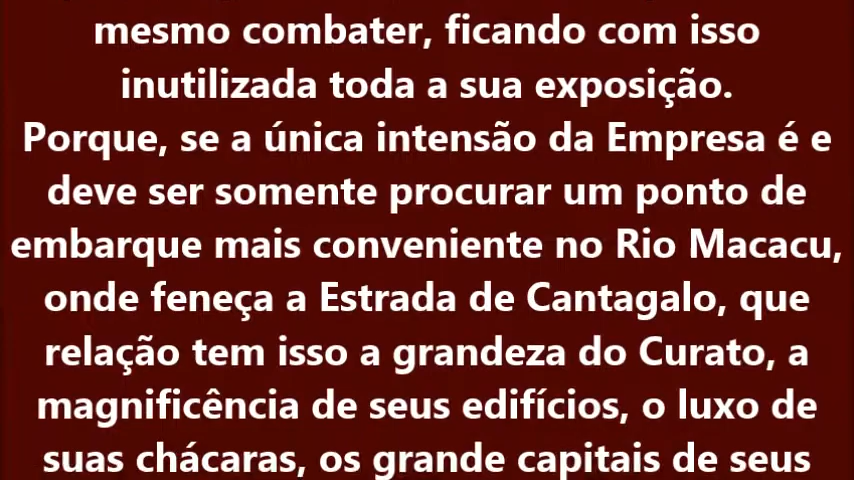 mesmo combater, ficando com isso
inutilizada toda a sua exposição.
Porque, se a única intensão da Empresa é e
deve ser somente procurar um ponto de
embarque mais conveniente no Rio Macacu,
onde feneça a Estrada de Cantagalo, que
relação tem isso a grandeza do Curato, a
magnificência de seus edifícios, o luxo de
suas chácaras, os grande capitais de seus